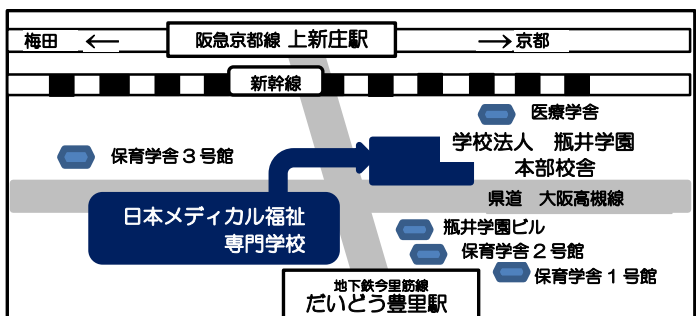 梅田 ← 阪急京都線 上新庄駅 → 京都
新幹線
医療学舎
学校法人 瓶井学園
本部校舎
保育学舎3号館
県道 大阪高槻線
日本メディカル福祉
専門学校
瓶井学園ビル
保育学舎2号館
保育学舎1号館
地下鉄今里筋線
だいどう豊里駅